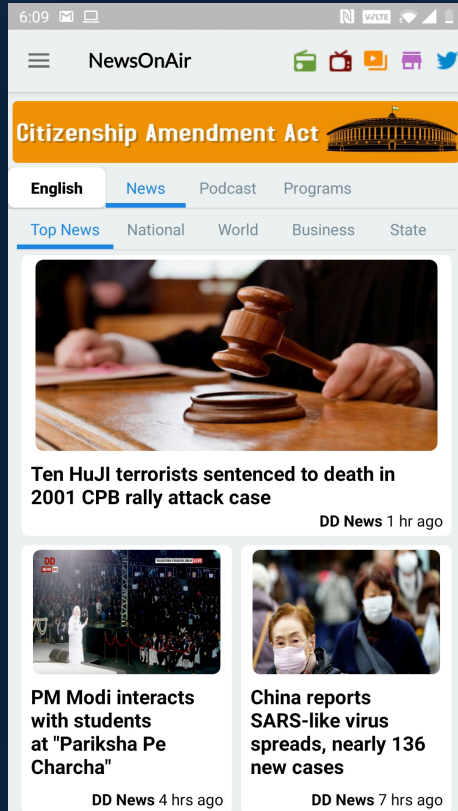 6:09
VoLTE
NewsOnAir
Citizenship Amendment Act
English News Podcast Programs
Top News National World Business State
Ten HuJI terrorists sentenced to death in
2001 CPB rally attack case
DD News 1 hr ago
DD
NEWS
PM Modi interacts
with students
at "Pariksha Pe
Charcha"
DD News 4 hrs ago
China reports
SARS-like virus
spreads, nearly 136
new cases
DD News 7 hrs ago